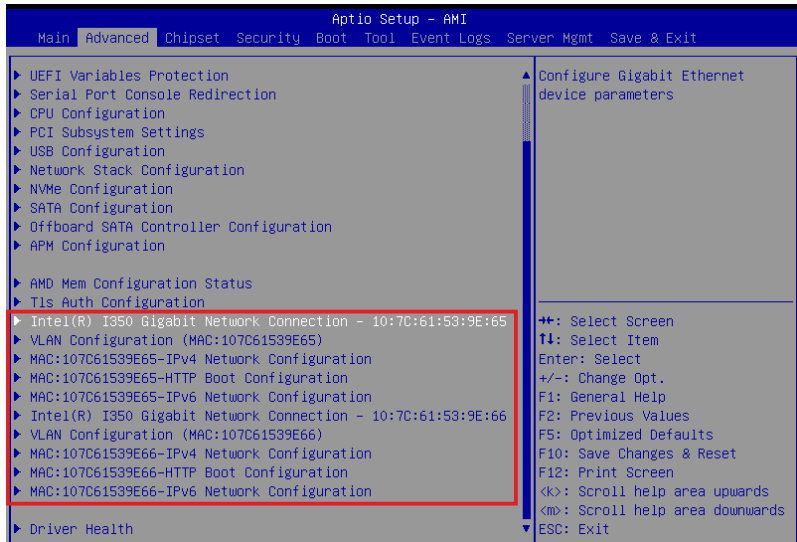 Aptio Setup – AMI
Main Advanced Chipset Security Boot Tool Event Logs Server Mgmt Save & Exit
UEFI Variables Protection
Serial Port Console Redirection
CPU Configuration
PCI Subsystem Settings
USB Configuration
Network Stack Configuration
NVMe Configuration
SATA Configuration
Offboard SATA Controller Configuration
APM Configuration
AMD Mem Configuration Status
Tls Auth Configuration
Intel(R) I350 Gigabit Network Connection – 10:7C:61:53:9E:65
VLAN Configuration (MAC:107C61539E65)
MAC:107C61539E65-IPv4 Network Configuration
MAC:107C61539E65-HTTP Boot Configuration
MAC:107C61539E65-IPv6 Network Configuration
Intel(R) I350 Gigabit Network Connection – 10:7C:61:53:9E:66
VLAN Configuration (MAC:107C61539E66)
MAC:107C61539E66-IPv4 Network Configuration
MAC:107C61539E66-HTTP Boot Configuration
MAC:107C61539E66-IPv6 Network Configuration
Driver Health
Configure Gigabit Ethernet
device parameters
→←: Select Screen
↑↓: Select Item
Enter: Select
+/-: Change Opt.
F1: General Help
F2: Previous Values
F5: Optimized Defaults
F10: Save Changes & Reset
F12: Print Screen
<k>: Scroll help area upwards
<m>: Scroll help area downwards
ESC: Exit